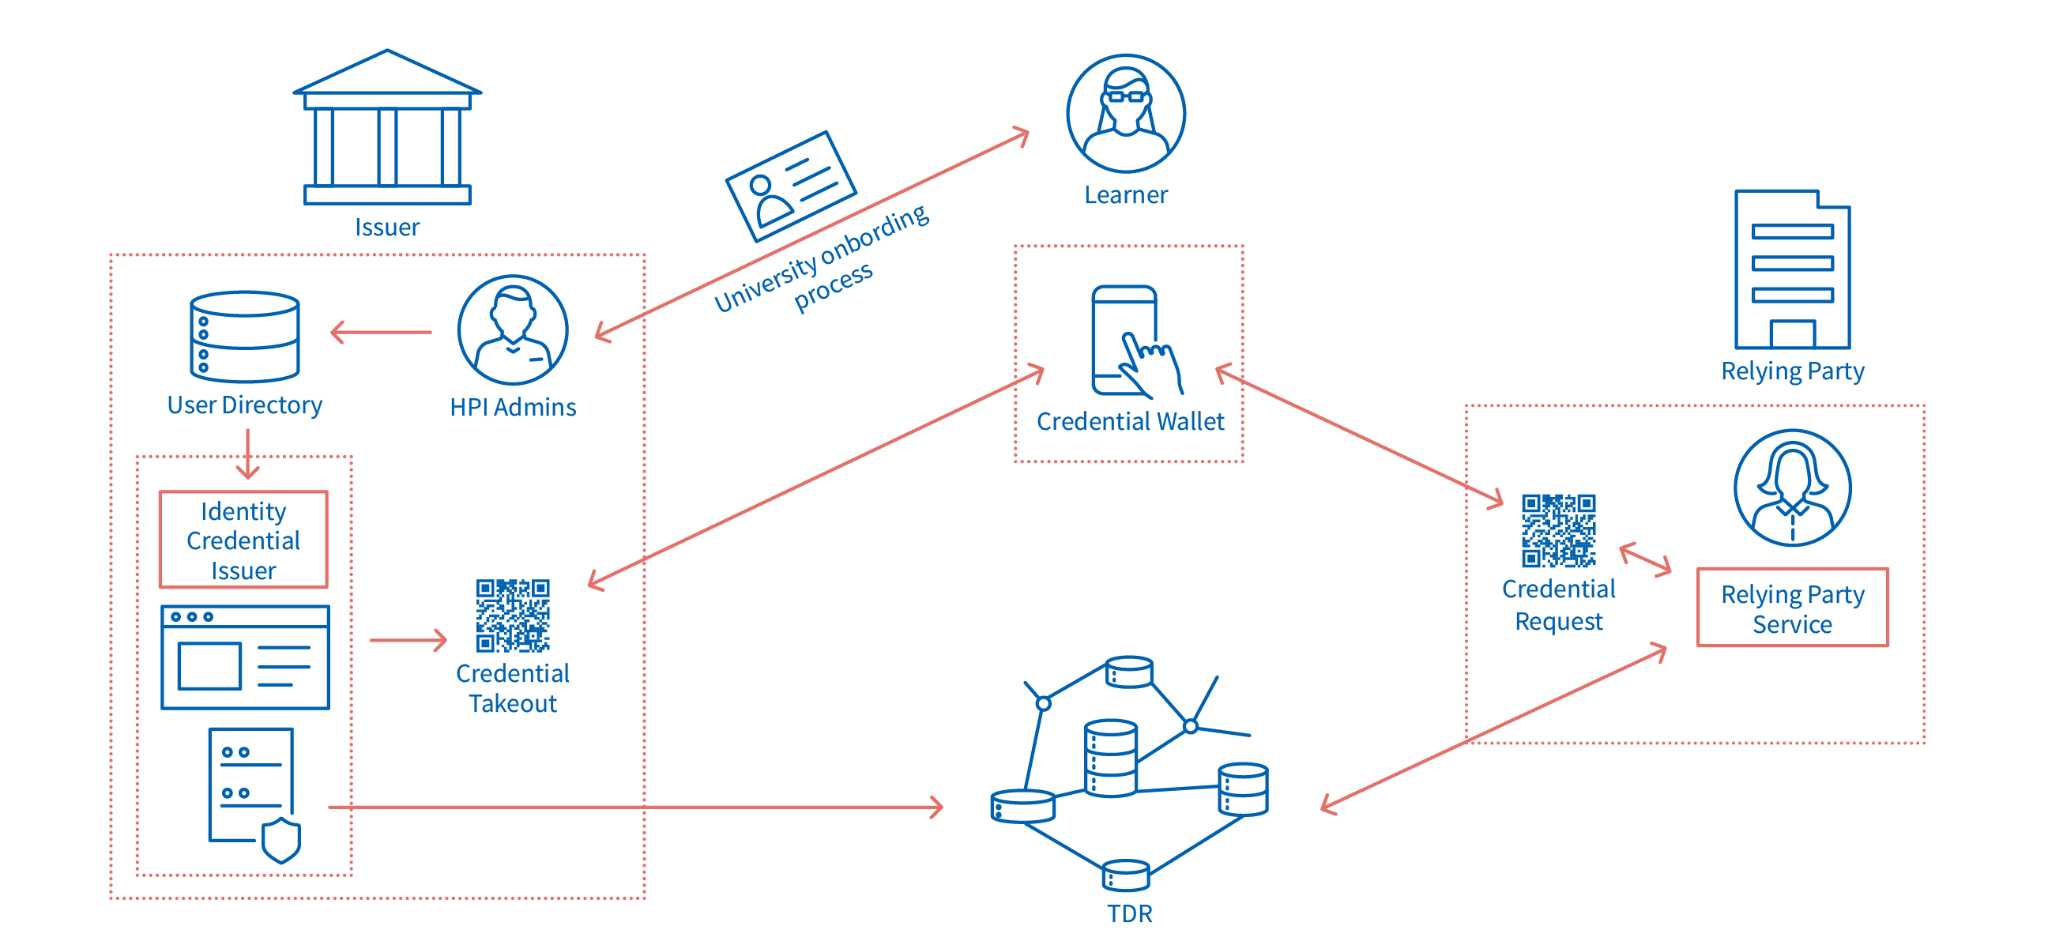 Issuer
Learner
University onbording
process
User Directory
HPI Admins
Identity
Credential
Issuer
Credential
Takeout
Credential Wallet
Relying Party
Credential
Request
Relying Party
Service
TDR